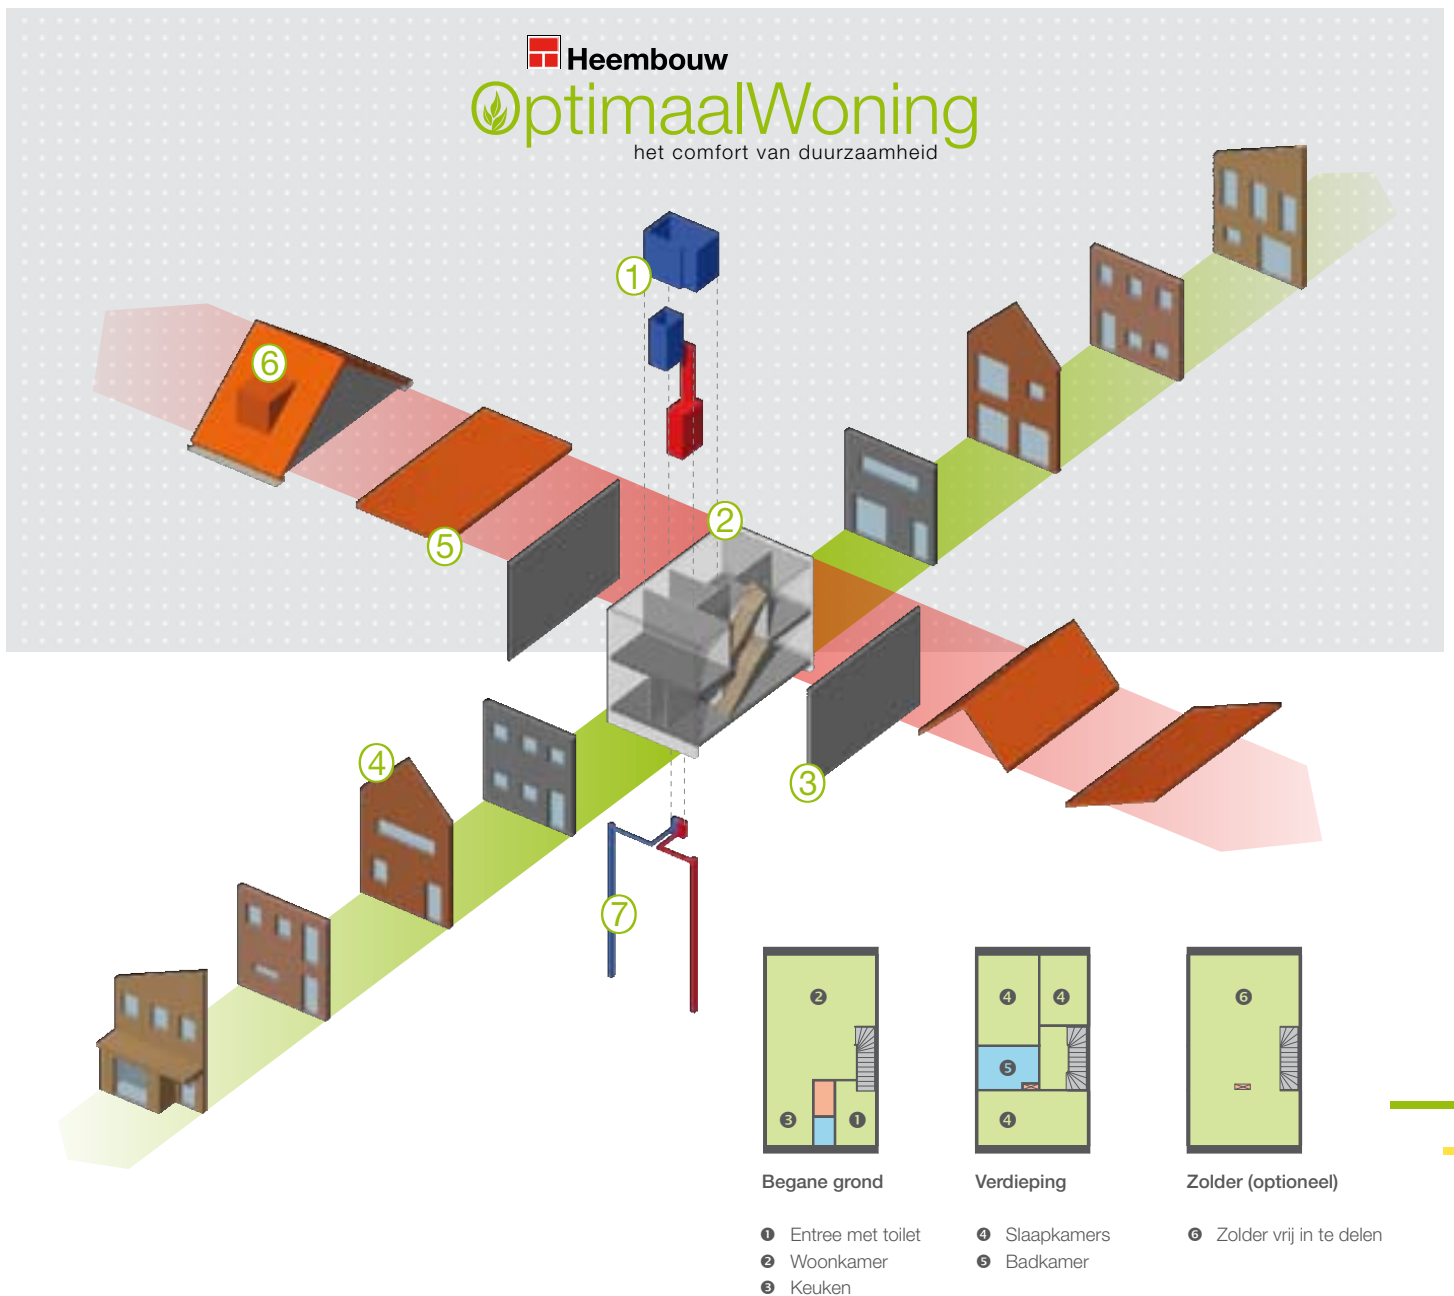 Heembouw
OptimaalWoning
het comfort van duurzaamheid
1
6
2
5
4
3
7
2
3
1
4
4
5
4
6
Begane grond
1 Entree met toilet
2 Woonkamer
3 Keuken
Verdieping
4 Slaapkamers
5 Badkamer
Zolder (optioneel)
6 Zolder vrij in te delen